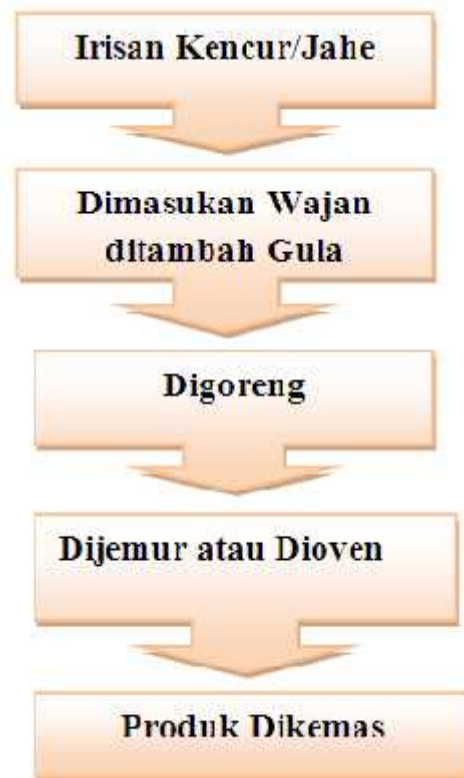 Irisan Kencur/Jahe
Dimasukan Wajan
ditambah Gula
Digoreng
Dijemur atau Dioven
Produk Dikemas